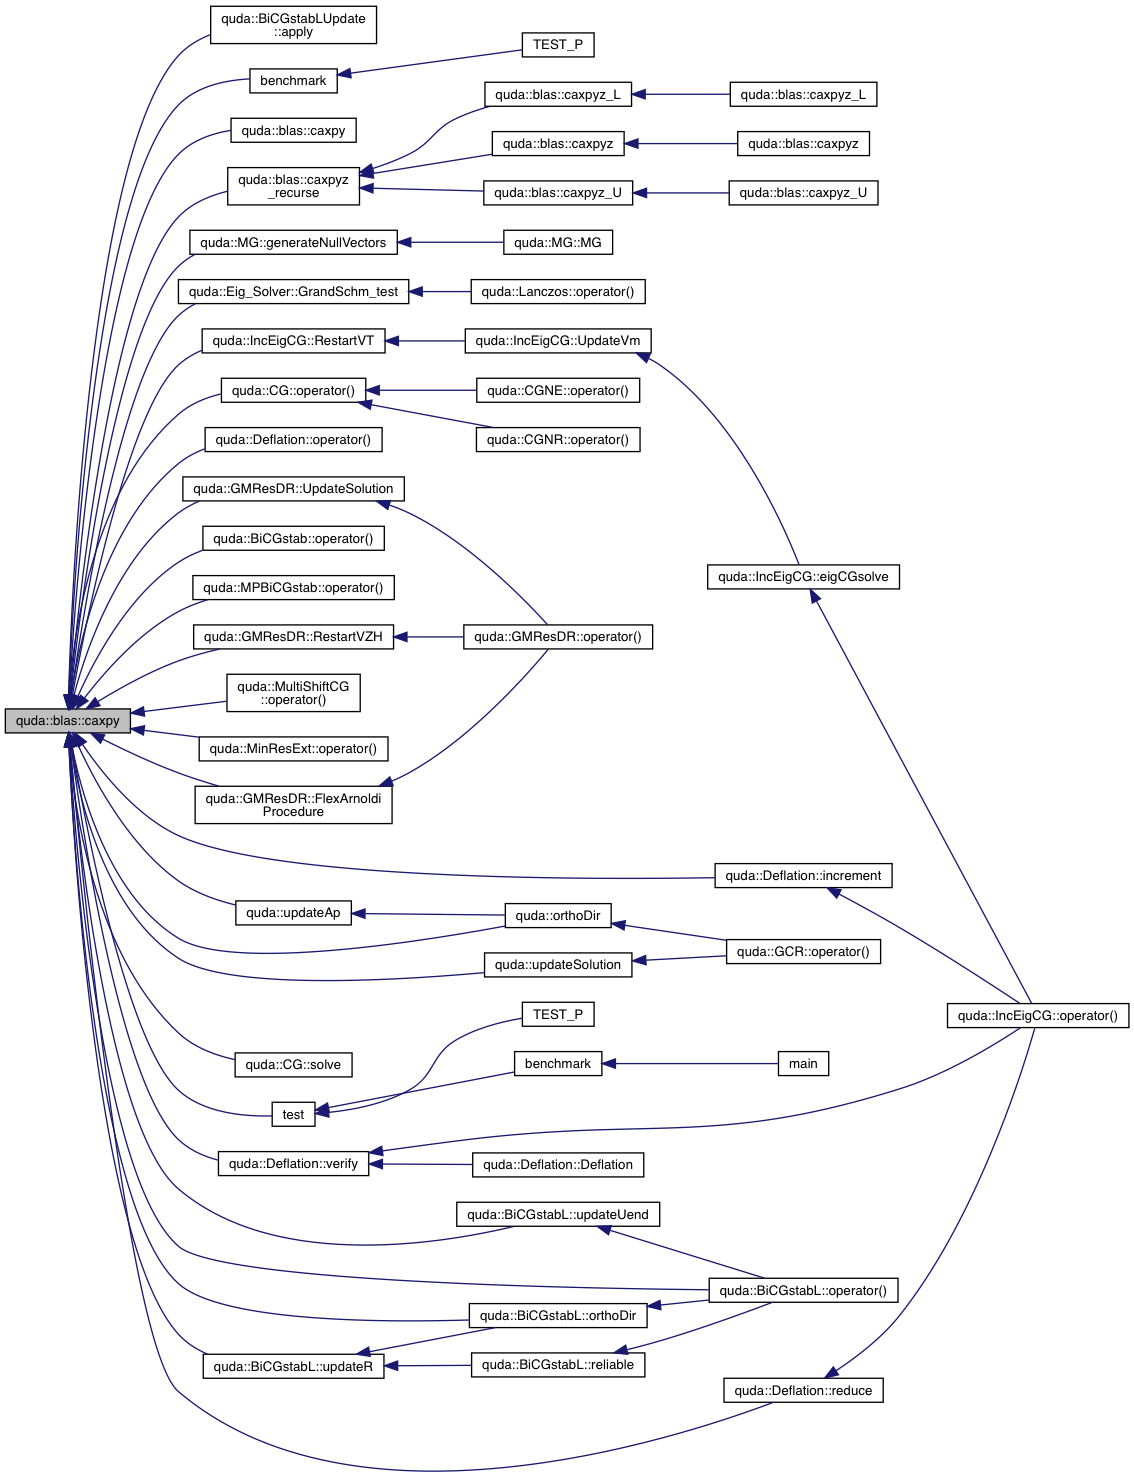 quda::BiCGstabLUpdate
::apply
TEST_P
benchmark
quda::blas::caxpyz_L
quda::blas::caxpyz_L
quda::blas::caxpy
quda::blas::caxpyz
quda::blas::caxpyz
quda::blas::caxpyz
_recurse
quda::blas::caxpyz_U
quda::blas::caxpyz_U
quda::MG::generateNullVectors
quda::MG::MG
quda::Eig_Solver::GrandSchm_test
quda::Lanczos::operator()
quda::IncEigCG::RestartVT
quda::IncEigCG::UpdateVm
quda::CG::operator()
quda::CGNE::operator()
quda::Deflation::operator()
quda::CGNR::operator()
quda::GMResDR::UpdateSolution
quda::BiCGstab::operator()
quda::IncEigCG::eigCGsolve
quda::MPBiCGstab::operator()
quda::GMResDR::RestartVZH
quda::GMResDR::operator()
quda::MultiShiftCG
::operator()
quda::blas::caxpy
quda::MinResExt::operator()
quda::GMResDR::FlexArnoldi
Procedure
quda::Deflation::increment
quda::updateAp
quda::orthoDir
quda::GCR::operator()
quda::updateSolution
TEST_P
quda::IncEigCG::operator()
quda::CG::solve
benchmark
main
test
quda::Deflation::verify
quda::Deflation::Deflation
quda::BiCGstabL::updateUend
quda::BiCGstabL::operator()
quda::BiCGstabL::orthoDir
quda::BiCGstabL::updateR
quda::BiCGstabL::reliable
quda::Deflation::reduce